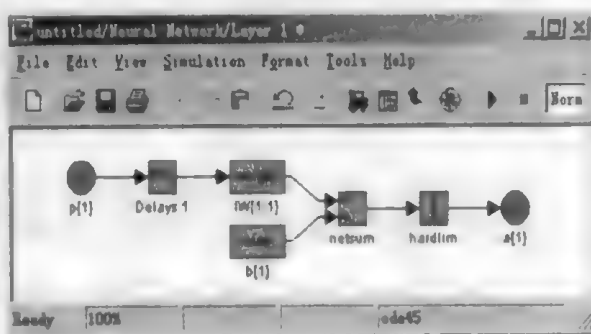 untitled/Neural Network/Layer 1 *
File Edit View Simulation Format Tools Help
Norm
p{1}
Delays 1
IW{1,1}
b{1}
netsum
hardlim
a{1}
Ready 100% ode45